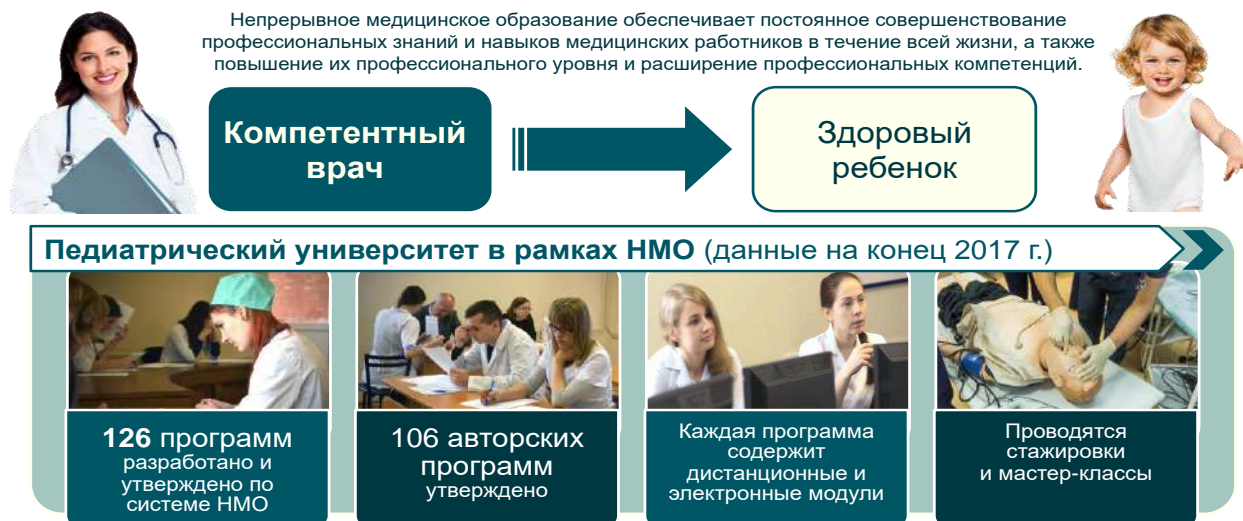 Непрерывное медицинское образование обеспечивает постоянное совершенствование
профессиональных знаний и навыков медицинских работников в течение всей жизни, а также
повышение их профессионального уровня и расширение профессиональных компетенций.
Компетентный
врач
Здоровый
ребенок
Педиатрический университет в рамках НМО (данные на конец 2017 г.)
126 программ
разработано и
утверждено по
системе НМО
106 авторских
программ
утверждено
Каждая программа
содержит
дистанционные и
электронные модули
Проводятся
стажировки
и мастер-классы